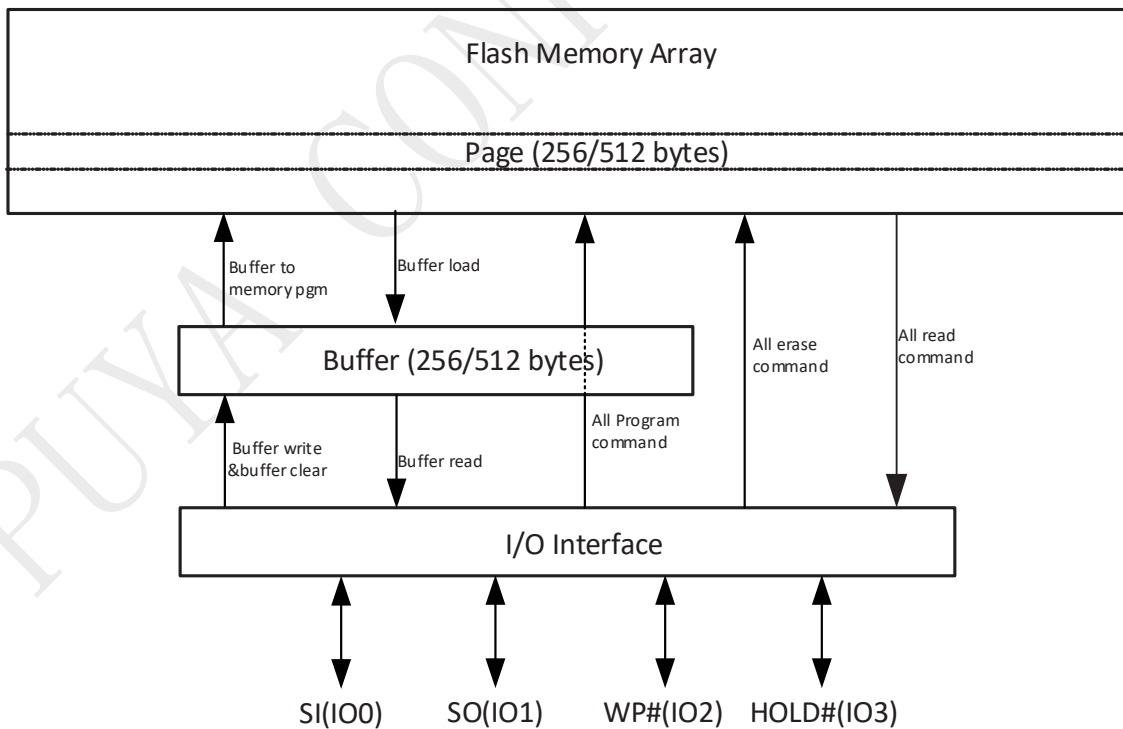 Flash Memory Array
Page (256/512 bytes)
Buffer to
memory pgm
Buffer load
All erase
command
All read
command
Buffer (256/512 bytes)
All Program
command
Buffer write
&buffer clear
Buffer read
I/O Interface
SI(IO0)
SO(IO1)
WP#(IO2)
HOLD#(IO3)
PUYA CON